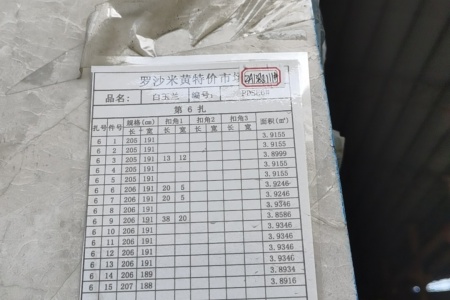 罗沙米黄特价市场
品名: 白玉兰 编号:
第 6 扎
扎号 件号 规格(㎝) 扣角1 扣角2 扣角3 面积(㎡)
长 宽 长 宽 长 宽 长 宽
6 1 205 191 3.9155
6 2 205 191 3.9155
6 3 205 191 13 12 3.8999
6 4 205 191 3.9155
6 5 205 191 3.9155
6 6 206 191 20 5 3.9246
6 7 206 191 20 5 3.9246
6 8 206 191 3.9346
6 9 206 191 38 20 3.8586
6 10 206 191 3.9346
6 11 206 191 3.9346
6 12 206 191 3.9346
6 13 206 191 3.9346
6 14 206 189 3.8934
6 15 207 188 3.8916